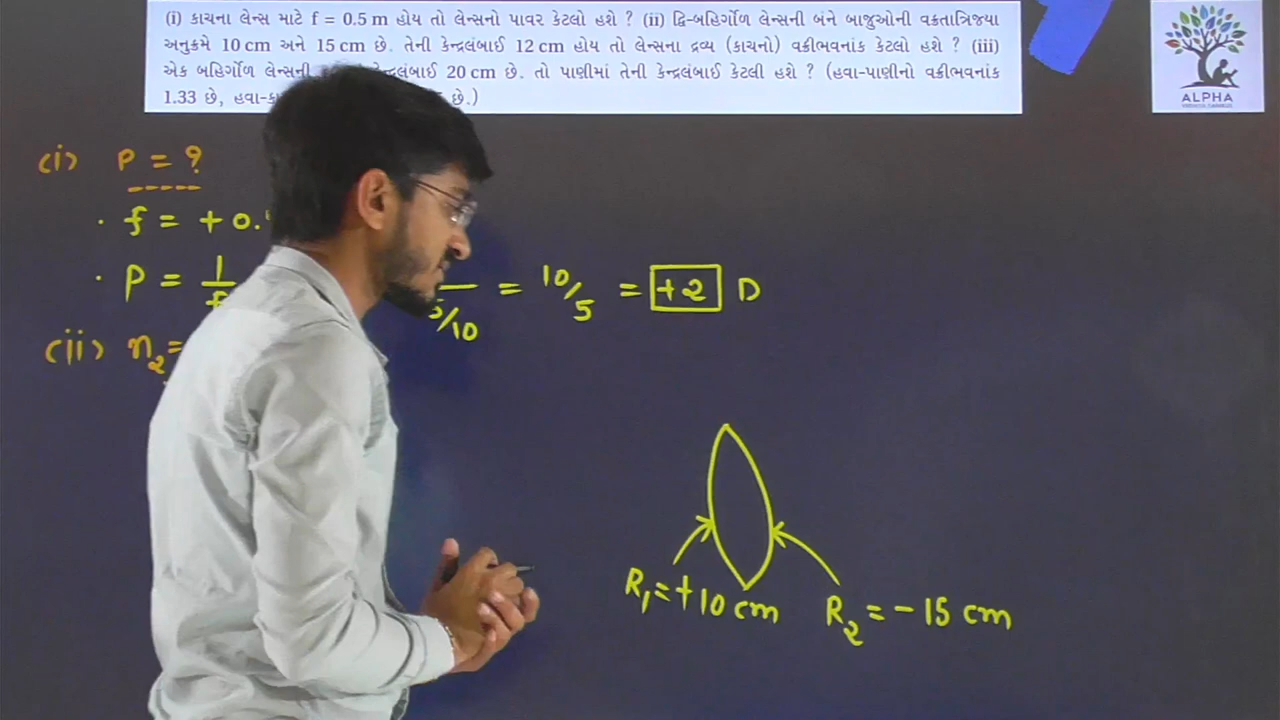 (i) કાચના લેન્સ માટે f = 0.5 m હોય તો લેન્સનો પાવર કેટલો હશે ? (ii) દ્વિ-બહિર્ગોળ લેન્સની બંને બાજુઓની વક્રતાત્રિજ્યા
અનુક્રમે 10 cm અને 15 cm છે. તેની કેન્દ્રલંબાઈ 12 cm હોય તો લેન્સના દ્રવ્ય (કાચનો) વક્રીભવનાંક કેટલો હશે ? (iii)
એક બહિર્ગોળ લેન્સની કેન્દ્રલંબાઈ 20 cm છે. તો પાણીમાં તેની કેન્દ્રલંબાઈ કેટલી હશે ? (હવા-પાણીનો વક્રીભવનાંક
1.33 છે, છે.)
ALPHA
(i) P = ?
· f = + 0.
· P = 1 5/10 = 10/5 = +2 D
(ii) n₂=
R₁=+10 cm R₂=-15 cm